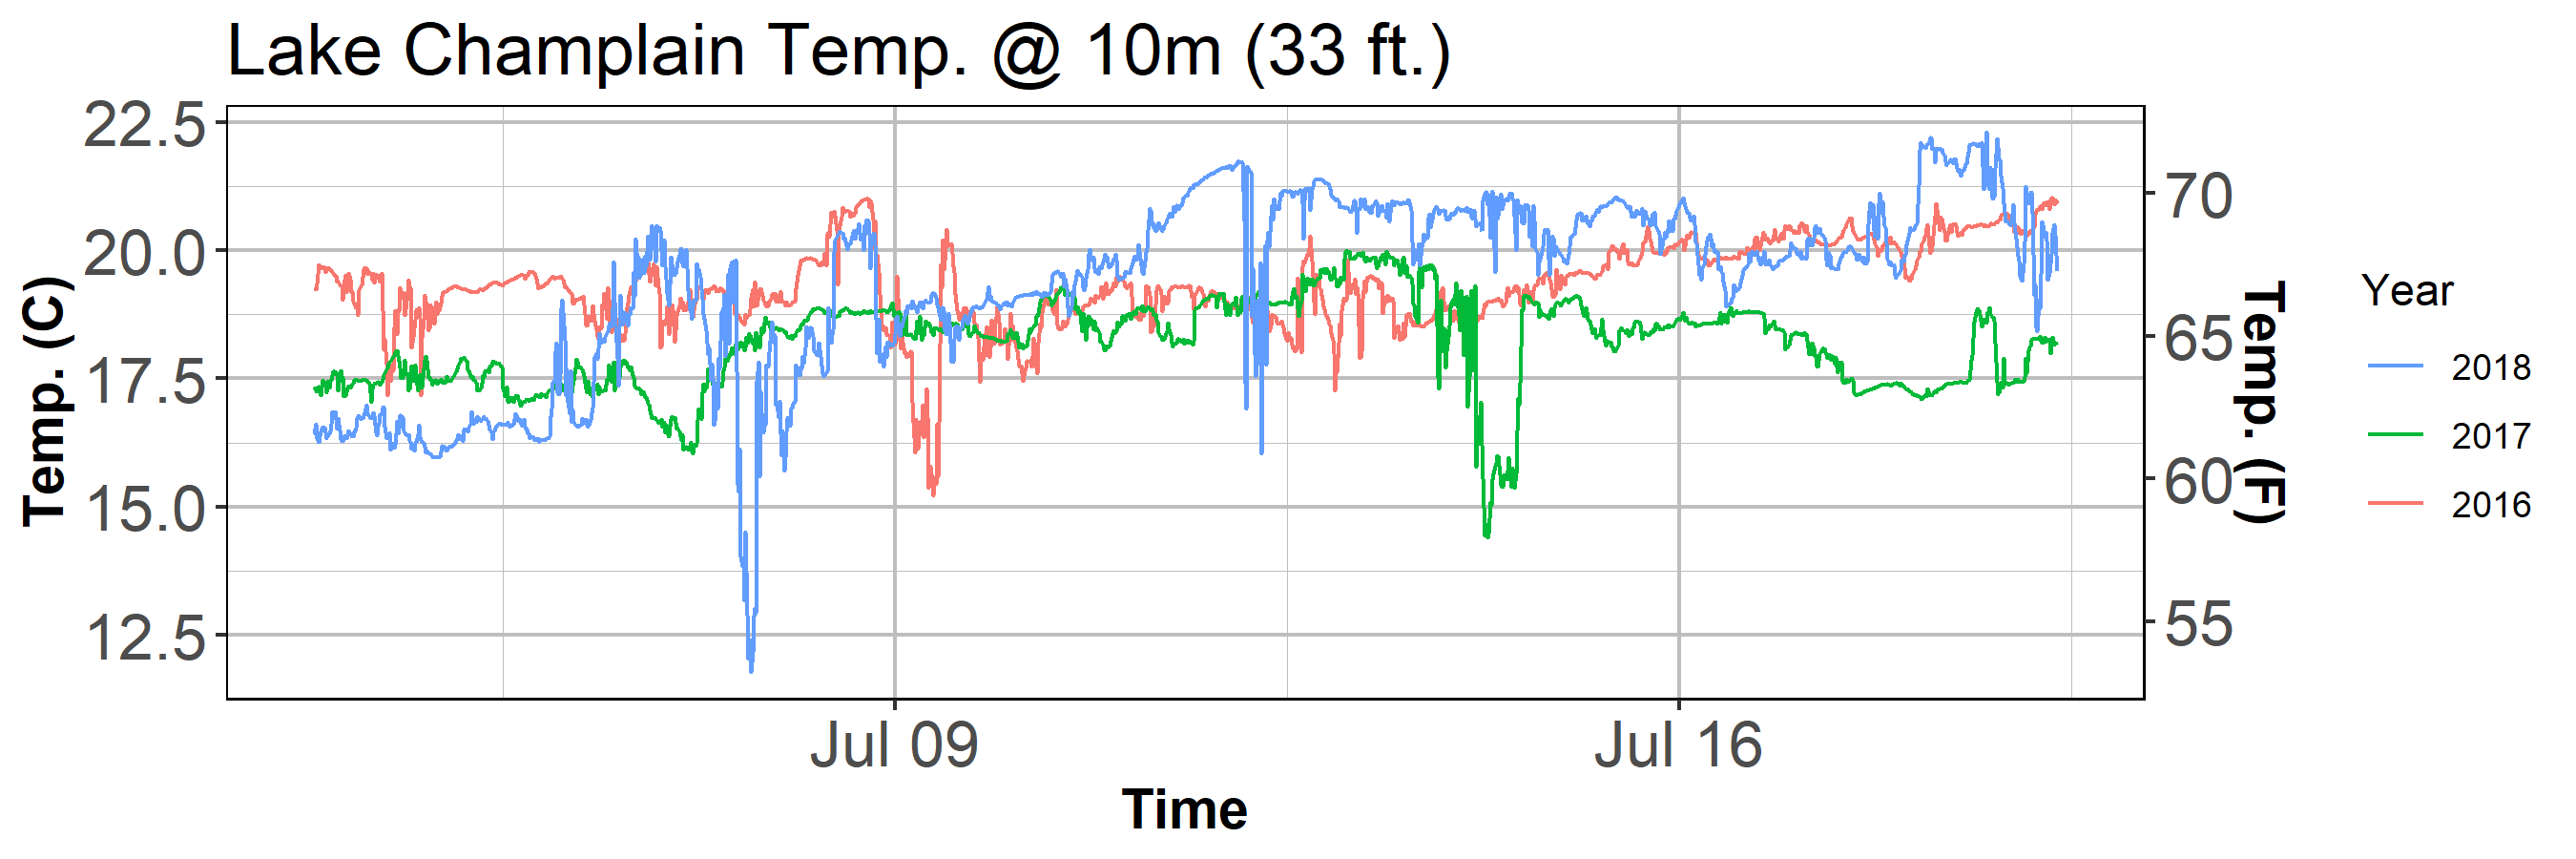 Lake Champlain Temp. @ 10m (33 ft.)
Temp. (C)
22.5
20.0
17.5
15.0
12.5
70
65
60
55
Temp. (F)
Jul 09
Jul 16
Time
Year
2018
2017
2016